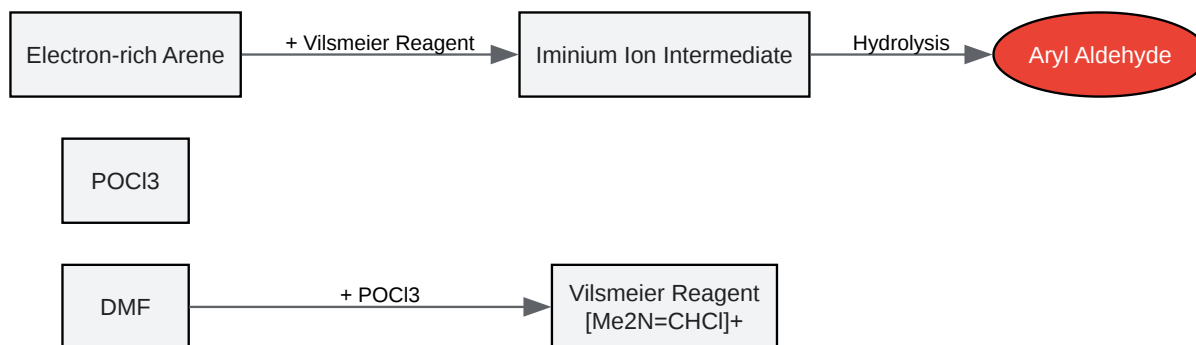 Electron-rich Arene
+ Vilsmeier Reagent
Iminium Ion Intermediate
Hydrolysis
Aryl Aldehyde
POCl3
DMF
+ POCl3
Vilsmeier Reagent
[Me2N=CHCl]+